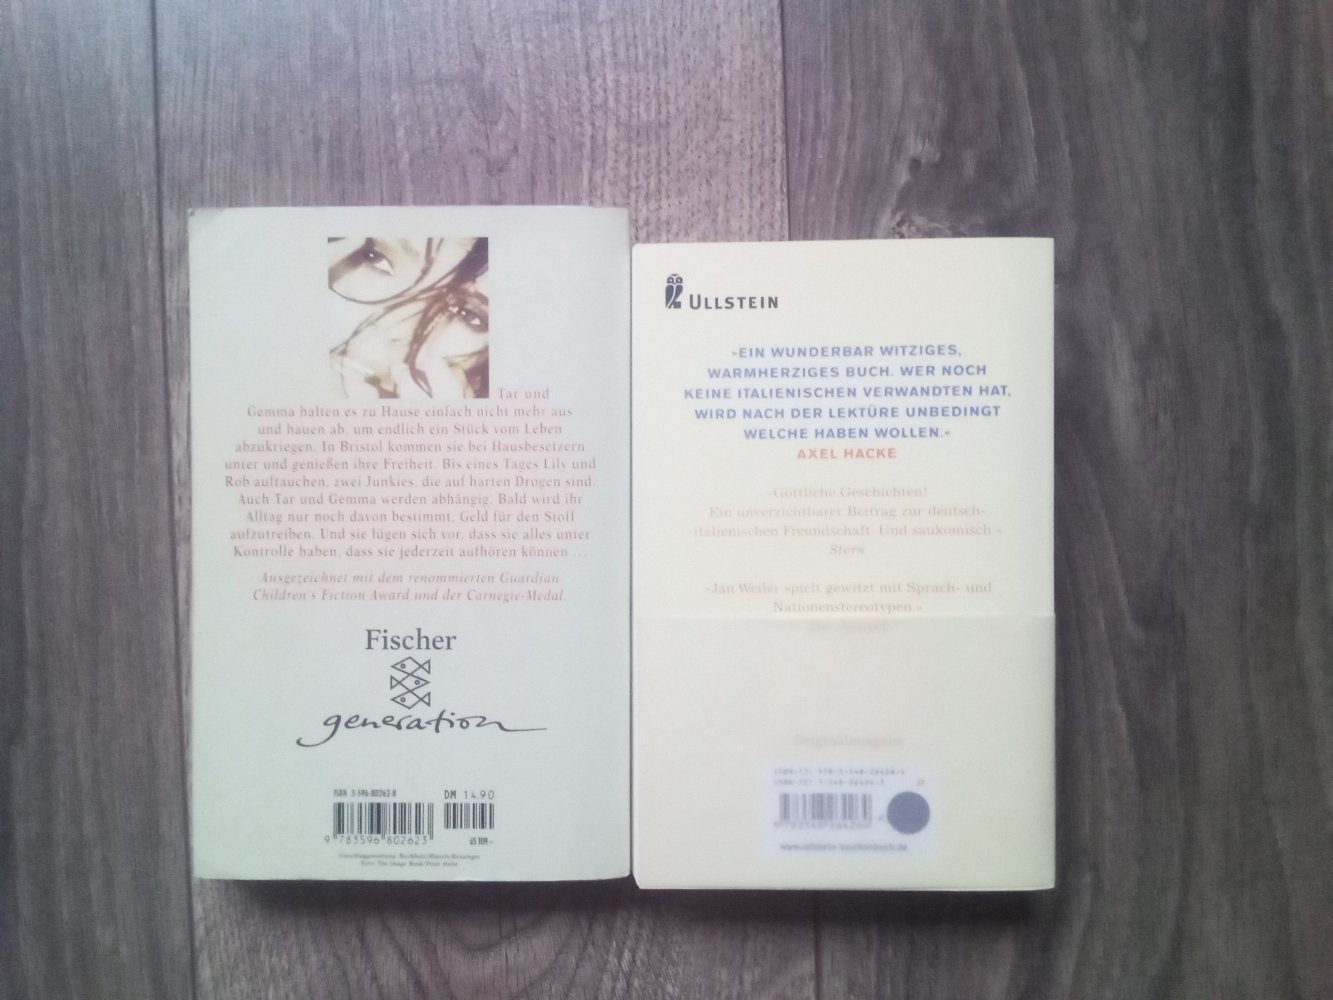 Tar und
Gemma halten es zu Hause einfach nicht mehr aus
und hauen ab, um endlich ein Stück vom Leben
abzukriegen. In Bristol kommen sie bei Hausbesetzern
unter und genießen ihre Freiheit. Bis eines Tages Lily und
Rob auftauchen, zwei Junkies, die auf harten Drogen sind.
Auch Tar und Gemma werden abhängig. Bald wird ihr
Alltag nur noch davon bestimmt, Geld für den Stoff
aufzutreiben. Und sie lügen sich vor, dass sie alles unter
Kontrolle haben, dass sie jederzeit aufhören können ...
Ausgezeichnet mit dem renommierten Guardian
Children's Fiction Award und der Carnegie-Medal.
Fischer
generation
ISBN 3-596-80262-8 DM 14.90
9 783596 802623 öS 109.–
ULLSTEIN
»EIN WUNDERBAR WITZIGES,
WARMHERZIGES BUCH. WER NOCH
KEINE ITALIENISCHEN VERWANDTEN HAT,
WIRD NACH DER LEKTÜRE UNBEDINGT
WELCHE HABEN WOLLEN.«
AXEL HACKE
»Göttliche Geschichten!
Ein unverzichtbarer Beitrag zur deutsch-
italienischen Freundschaft. Und saukomisch –
Stern
»Jan Weiler spielt gewitzt mit Sprach- und
Nationenstereotypen.«
Originalausgabe
www.ullstein-taschenbuch.de